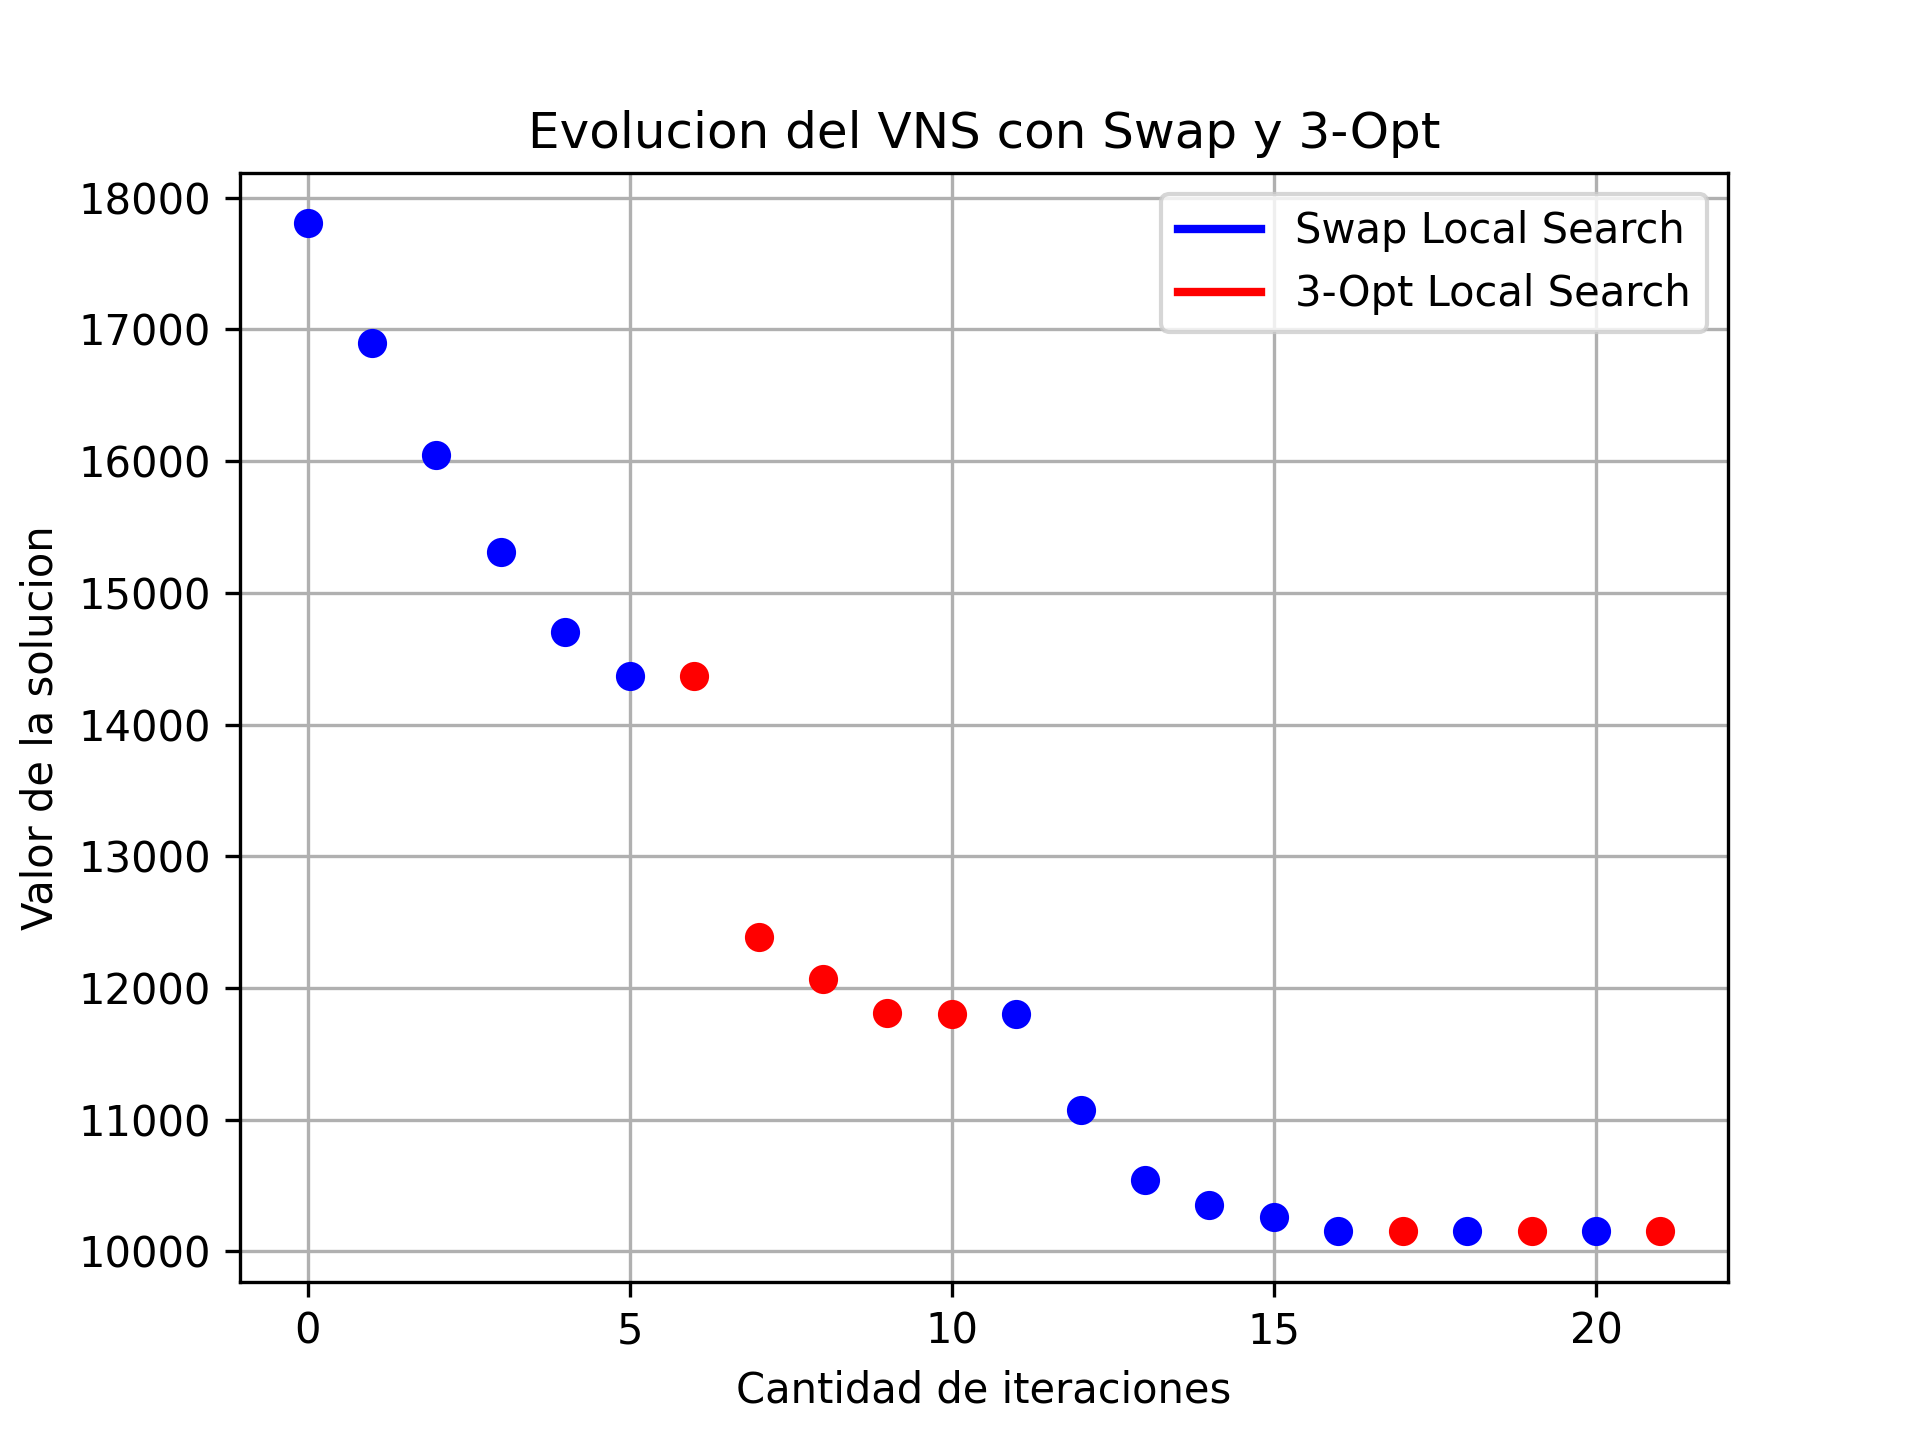 Evolucion del VNS con Swap y 3-Opt
Swap Local Search
3-Opt Local Search
Valor de la solucion
18000
17000
16000
15000
14000
13000
12000
11000
10000
0 5 10 15 20
Cantidad de iteraciones